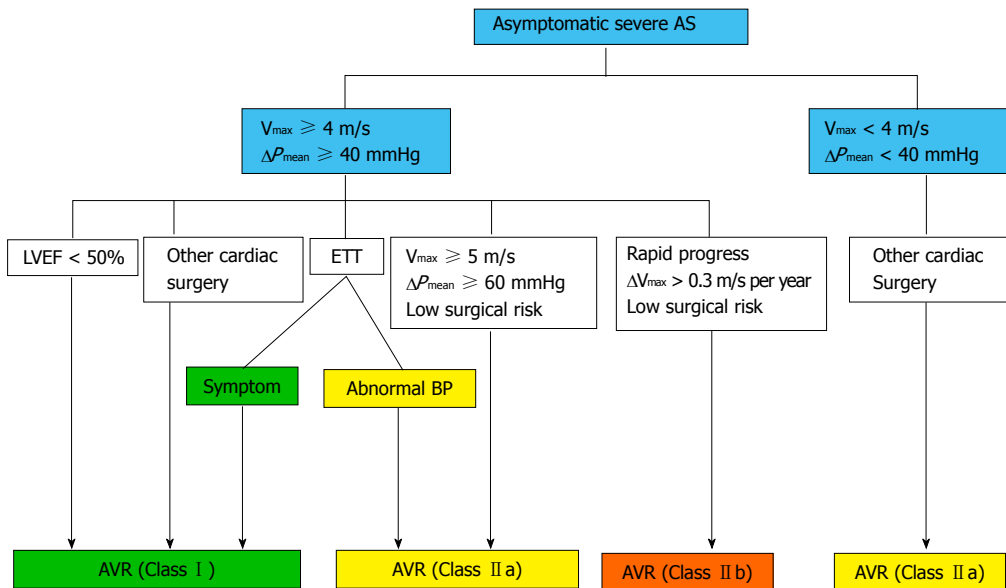 Asymptomatic severe AS
Vmax ≥ 4 m/s
ΔPmean ≥ 40 mmHg
Vmax < 4 m/s
ΔPmean < 40 mmHg
LVEF < 50%
Other cardiac
surgery
ETT
Vmax ≥ 5 m/s
ΔPmean ≥ 60 mmHg
Low surgical risk
Rapid progress
ΔVmax > 0.3 m/s per year
Low surgical risk
Other cardiac
Surgery
Symptom
Abnormal BP
AVR (Class Ⅰ)
AVR (Class Ⅱa)
AVR (Class Ⅱb)
AVR (Class Ⅱa)